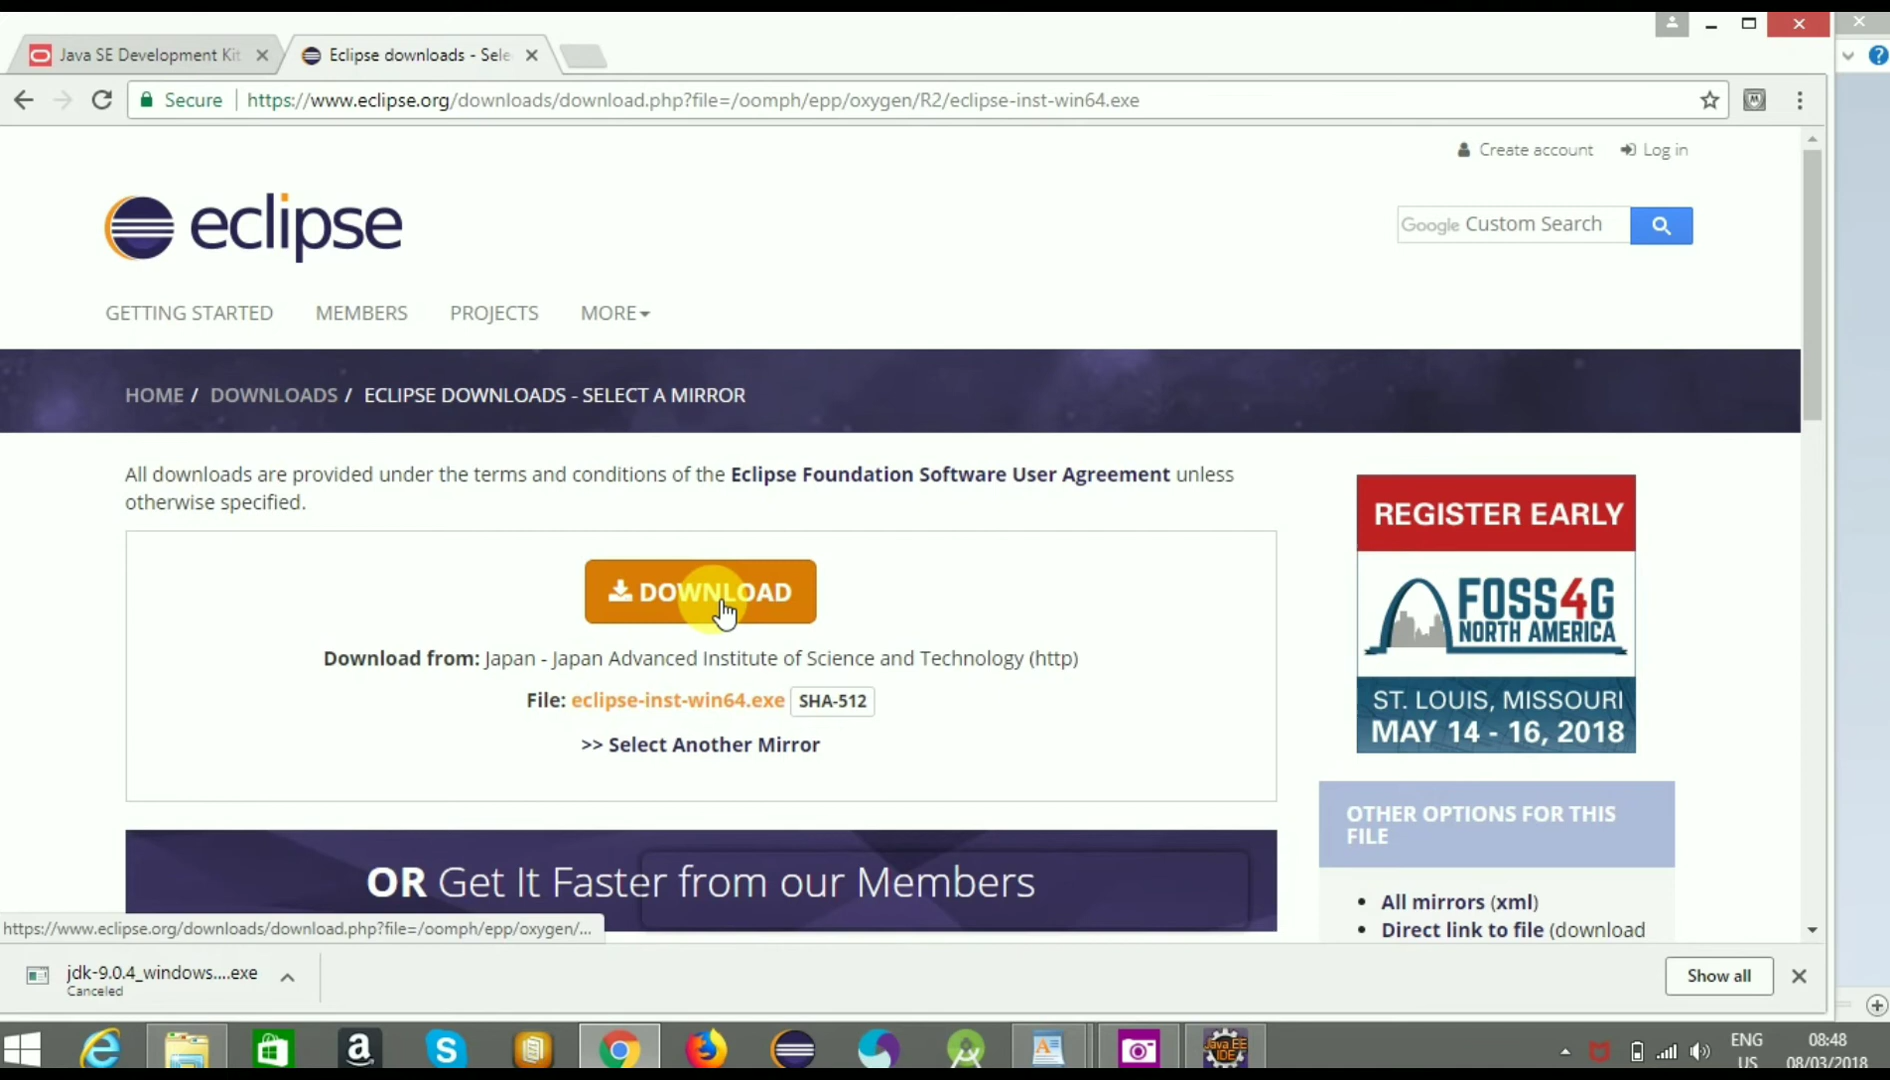 Java SE Development Kit
Eclipse downloads - Sele
Secure
https://www.eclipse.org/downloads/download.php?file=/oomph/epp/oxygen/R2/eclipse-inst-win64.exe
Create account
Log in
eclipse
Google Custom Search
GETTING STARTED
MEMBERS
PROJECTS
MORE
HOME / DOWNLOADS / ECLIPSE DOWNLOADS - SELECT A MIRROR
All downloads are provided under the terms and conditions of the Eclipse Foundation Software User Agreement unless
otherwise specified.
DOWNLOAD
Download from: Japan - Japan Advanced Institute of Science and Technology (http)
File: eclipse-inst-win64.exe SHA-512
>> Select Another Mirror
OR Get It Faster from our Members
REGISTER EARLY
FOSS4G
NORTH AMERICA
ST. LOUIS, MISSOURI
MAY 14 - 16, 2018
OTHER OPTIONS FOR THIS
FILE
All mirrors (xml)
Direct link to file (download
https://www.eclipse.org/downloads/download.php?file=/oomph/epp/oxygen/...
jdk-9.0.4_windows....exe
Canceled
Show all
Java EE
IDE
ENG
US
08:48
08/03/2018